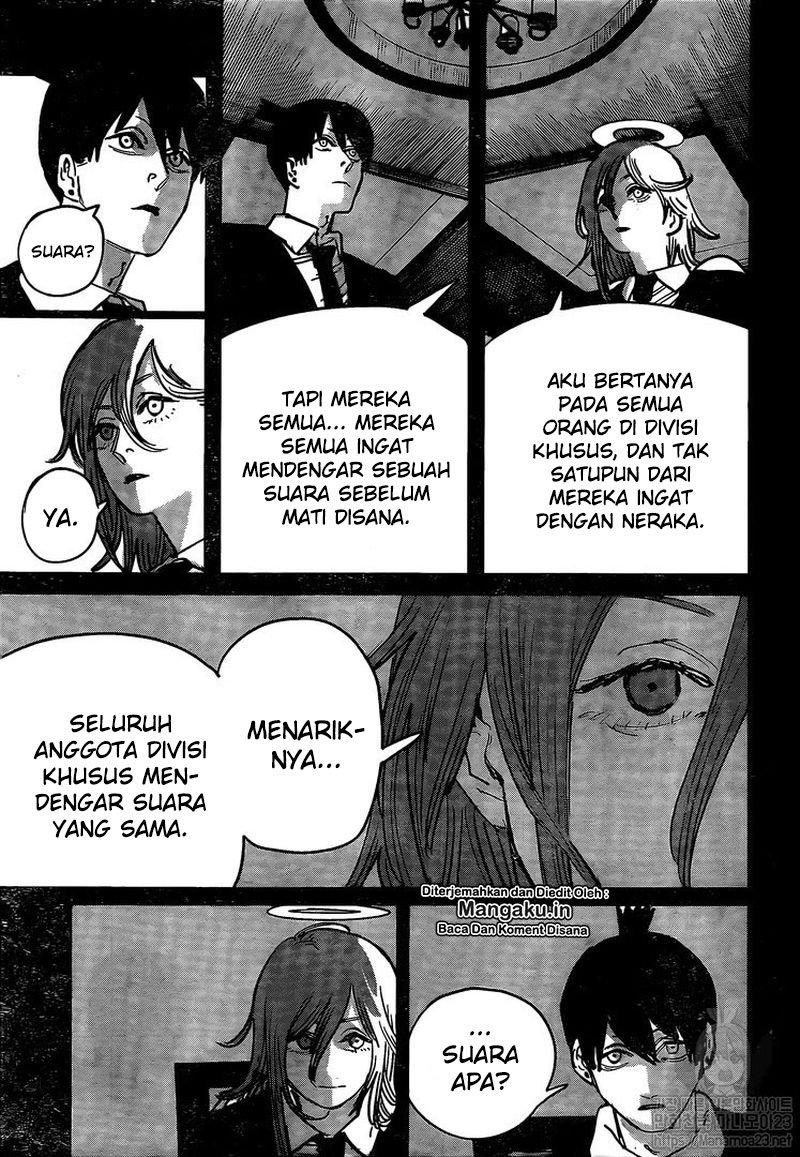 AKU BERTANYA
PADA SEMUA
ORANG DI DIVISI
KHUSUS, DAN TAK
SATUPUN DARI
MEREKA INGAT
DENGAN NERAKA.
TAPI MEREKA
SEMUA... MEREKA
SEMUA INGAT
MENDENGAR SEBUAH
SUARA SEBELUM
MATI DISANA.
SUARA?
YA.
MENARIK-
NYA...
SELURUH
ANGGOTA DIVISI
KHUSUS MEN-
DENGAR SUARA
YANG SAMA.
Diterjemahkan dan Diedit Oleh :
Mangaku.in
Baca Dan Koment Disana
...
SUARA
APA?
https://Manamoa23.net